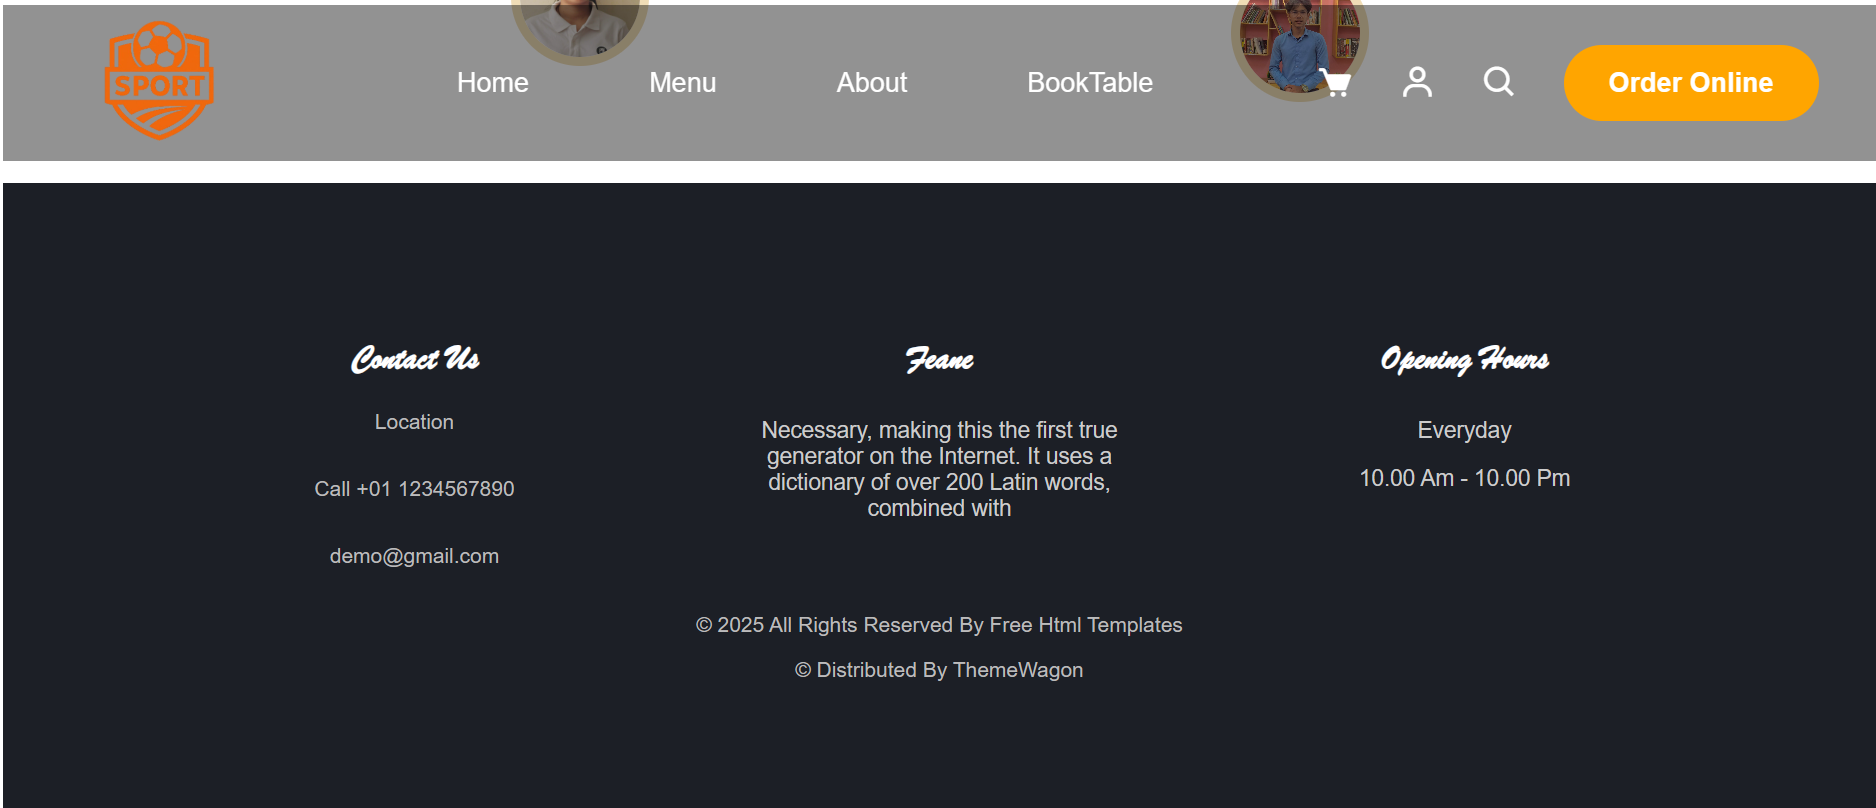 SPORT
Home
Menu
About
BookTable
Order Online
Contact Us
Location
Call +01 1234567890
demo@gmail.com
Feane
Necessary, making this the first true
generator on the Internet. It uses a
dictionary of over 200 Latin words,
combined with
Opening Hours
Everyday
10.00 Am - 10.00 Pm
© 2025 All Rights Reserved By Free Html Templates
© Distributed By ThemeWagon